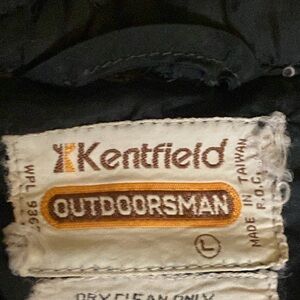 Kentfield
OUTDOORSMAN
WPL 936
MADE IN TAIWAN
R.O.C.
L
DRY CLEAN ONLY